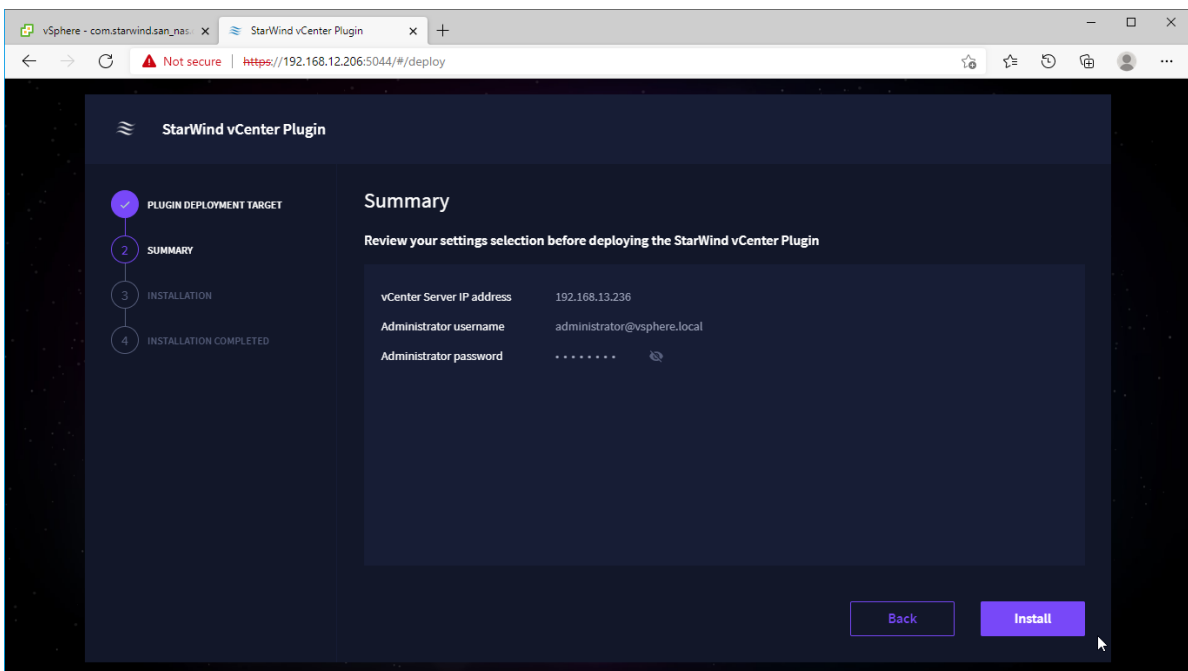 vSphere - com.starwind.san_nas.
StarWind vCenter Plugin
Not secure | https://192.168.12.206:5044/#/deploy
StarWind vCenter Plugin
PLUGIN DEPLOYMENT TARGET
2 SUMMARY
3 INSTALLATION
4 INSTALLATION COMPLETED
Summary
Review your settings selection before deploying the StarWind vCenter Plugin
vCenter Server IP address 192.168.13.236
Administrator username administrator@vsphere.local
Administrator password ········
Back Install